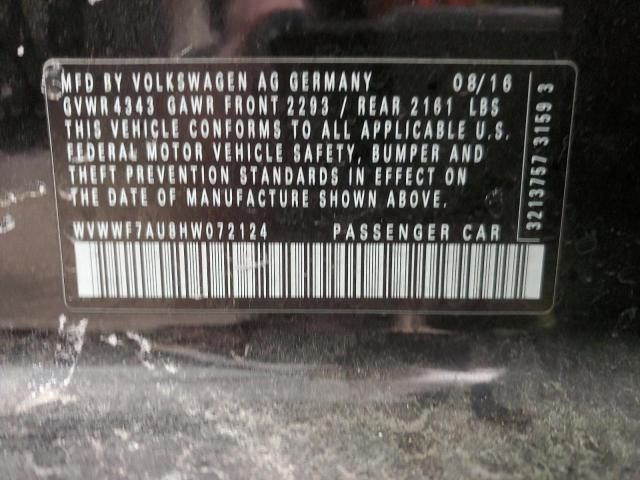 MFD BY VOLKSWAGEN AG GERMANY 08/16
GVWR 4343 GAWR FRONT 2293 / REAR 2161 LBS
THIS VEHICLE CONFORMS TO ALL APPLICABLE U.S.
FEDERAL MOTOR VEHICLE SAFETY, BUMPER AND
THEFT PREVENTION STANDARDS IN EFFECT ON
THE DATE OF MANUFACTURE SHOWN ABOVE.
WVWWF7AU8HW072124 PASSENGER CAR
3213757 3159 3